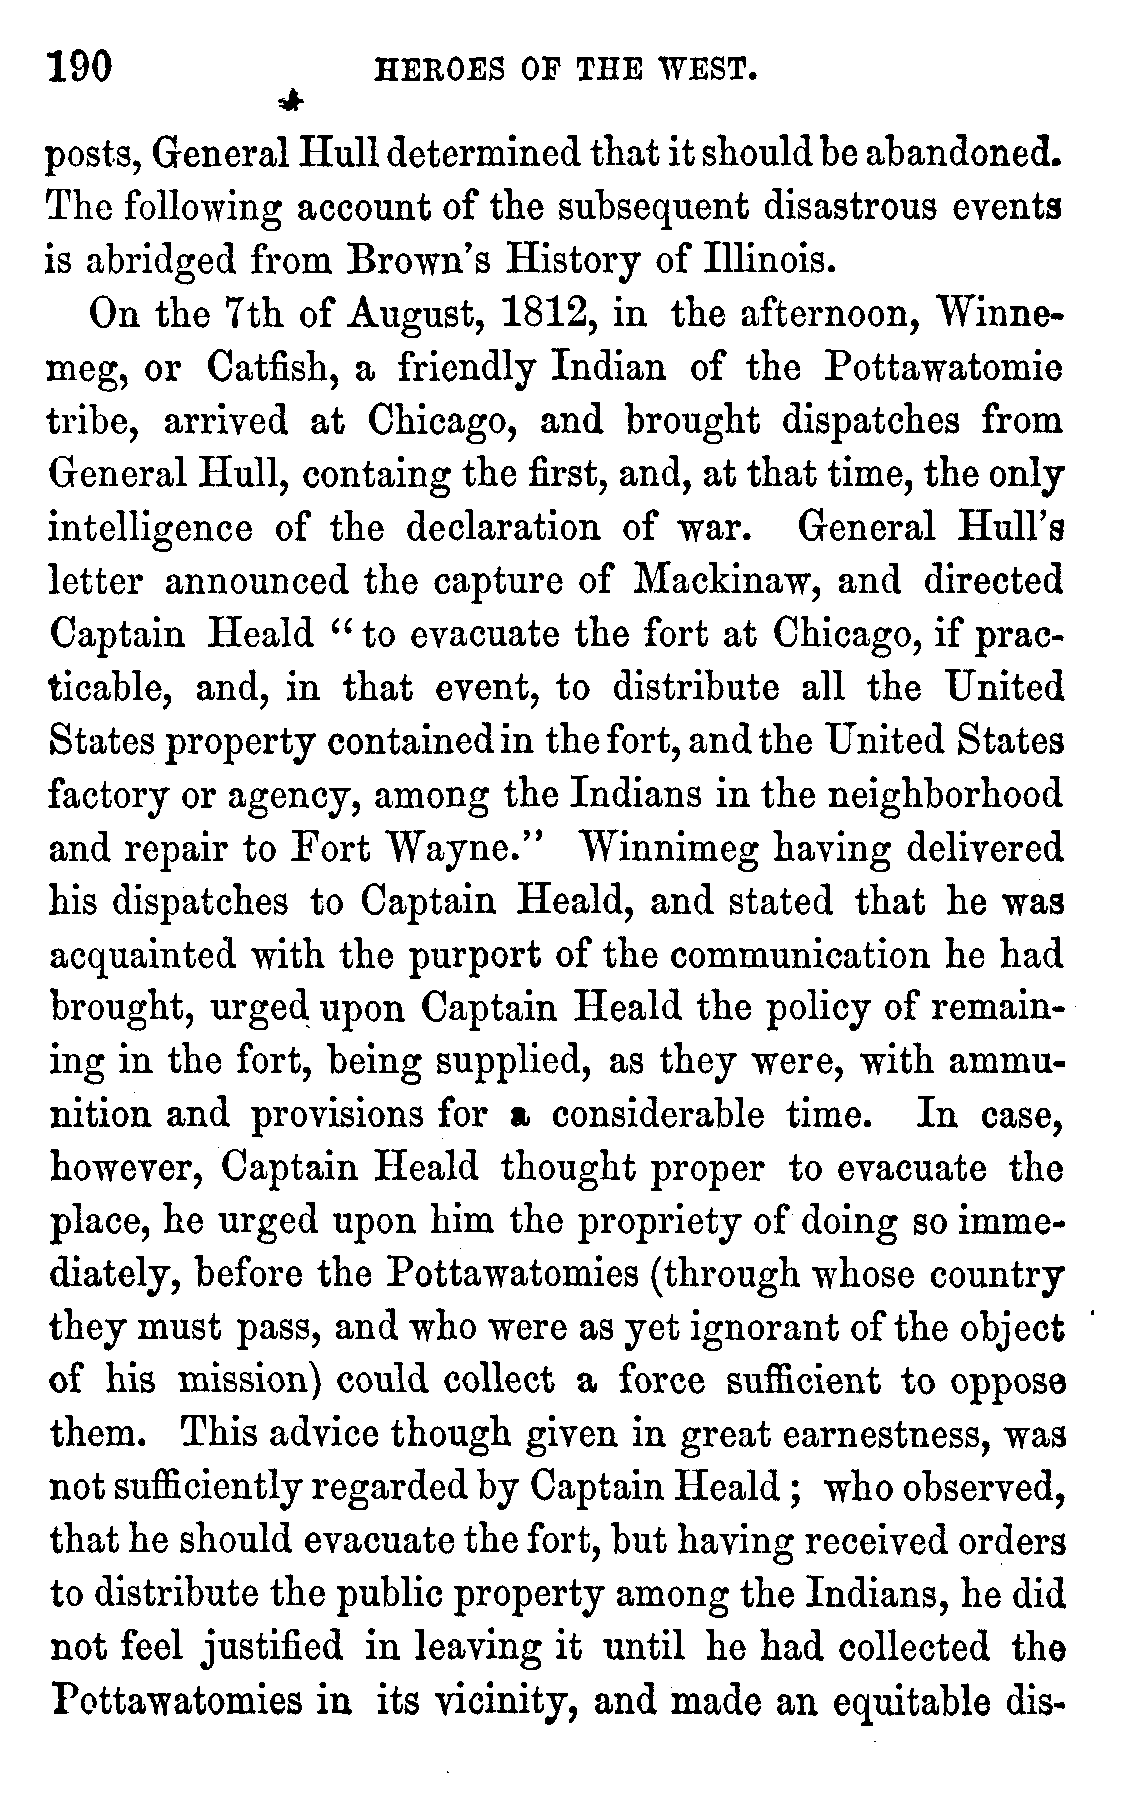 190 HEROES OF THE WEST.
posts, General Hull determined that it should be abandoned.
The following account of the subsequent disastrous events
is abridged from Brown's History of Illinois.
On the 7th of August, 1812, in the afternoon, Winne-
meg, or Catfish, a friendly Indian of the Pottawatomie
tribe, arrived at Chicago, and brought dispatches from
General Hull, containg the first, and, at that time, the only
intelligence of the declaration of war. General Hull's
letter announced the capture of Mackinaw, and directed
Captain Heald "to evacuate the fort at Chicago, if prac-
ticable, and, in that event, to distribute all the United
States property contained in the fort, and the United States
factory or agency, among the Indians in the neighborhood
and repair to Fort Wayne." Winnimeg having delivered
his dispatches to Captain Heald, and stated that he was
acquainted with the purport of the communication he had
brought, urged upon Captain Heald the policy of remain-
ing in the fort, being supplied, as they were, with ammu-
nition and provisions for a considerable time. In case,
however, Captain Heald thought proper to evacuate the
place, he urged upon him the propriety of doing so imme-
diately, before the Pottawatomies (through whose country
they must pass, and who were as yet ignorant of the object
of his mission) could collect a force sufficient to oppose
them. This advice though given in great earnestness, was
not sufficiently regarded by Captain Heald; who observed,
that he should evacuate the fort, but having received orders
to distribute the public property among the Indians, he did
not feel justified in leaving it until he had collected the
Pottawatomies in its vicinity, and made an equitable dis-